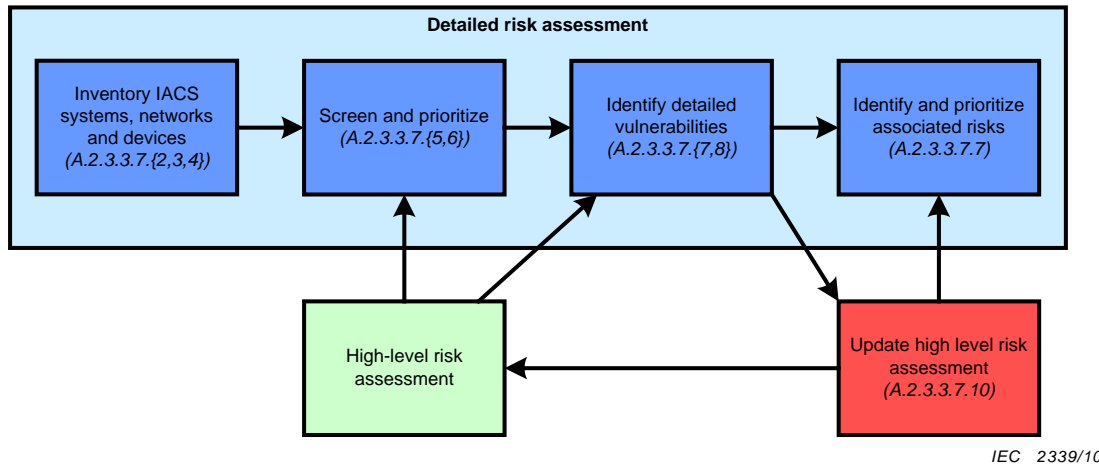 Detailed risk assessment
Inventory IACS
systems, networks
and devices
(A.2.3.3.7.{2,3,4})
Screen and prioritize
(A.2.3.3.7.{5,6})
Identify detailed
vulnerabilities
(A.2.3.3.7.{7,8})
Identify and prioritize
associated risks
(A.2.3.3.7.7)
High-level risk
assessment
Update high level risk
assessment
(A.2.3.3.7.10)
IEC 2339/10